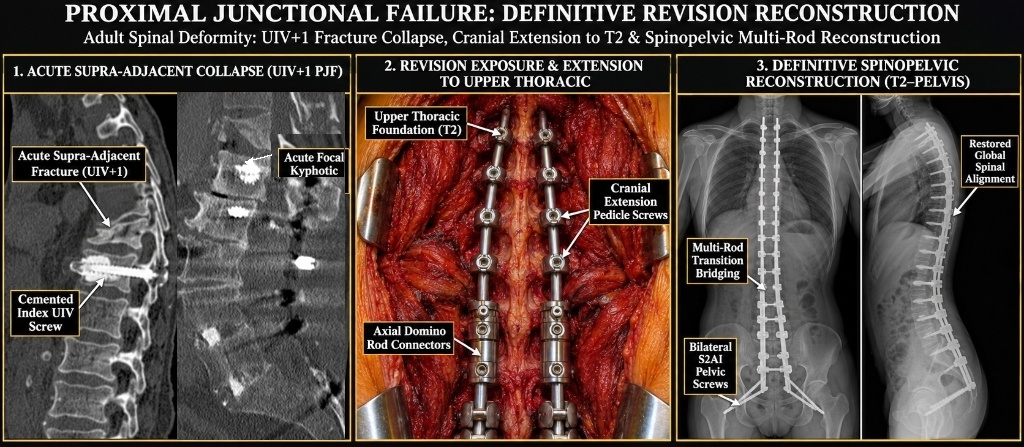 PROXIMAL JUNCTIONAL FAILURE: DEFINITIVE REVISION RECONSTRUCTION
Adult Spinal Deformity: UIV+1 Fracture Collapse, Cranial Extension to T2 & Spinopelvic Multi-Rod Reconstruction
1. ACUTE SUPRA-ADJACENT COLLAPSE (UIV+1 PJF)
Acute Supra-Adjacent
Fracture (UIV+1)
Acute Focal
Kyphotic
Cemented
Index UIV
Screw
2. REVISION EXPOSURE & EXTENSION
TO UPPER THORACIC
Upper Thoracic
Foundation (T2)
Cranial
Extension
Pedicle Screws
Axial Domino
Rod Connectors
3. DEFINITIVE SPINOPELVIC
RECONSTRUCTION (T2–PELVIS)
Restored
Global
Spinal
Alignment
Multi-Rod
Transition
Bridging
Bilateral
S2AI
Pelvic
Screws